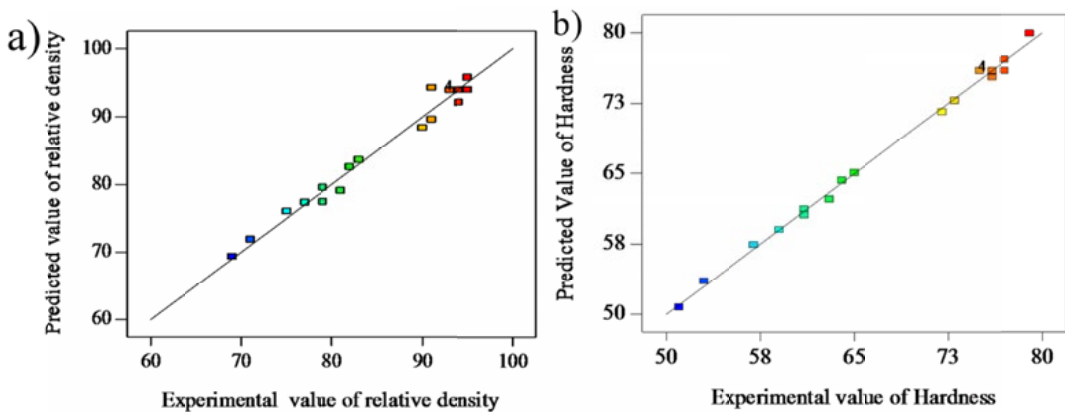 a)
Predicted value of relative density
100
90
80
70
60
4
60 70 80 90 100
Experimental value of relative density
b)
Predicted Value of Hardness
80
73
65
58
50
4
50 58 65 73 80
Experimental value of Hardness